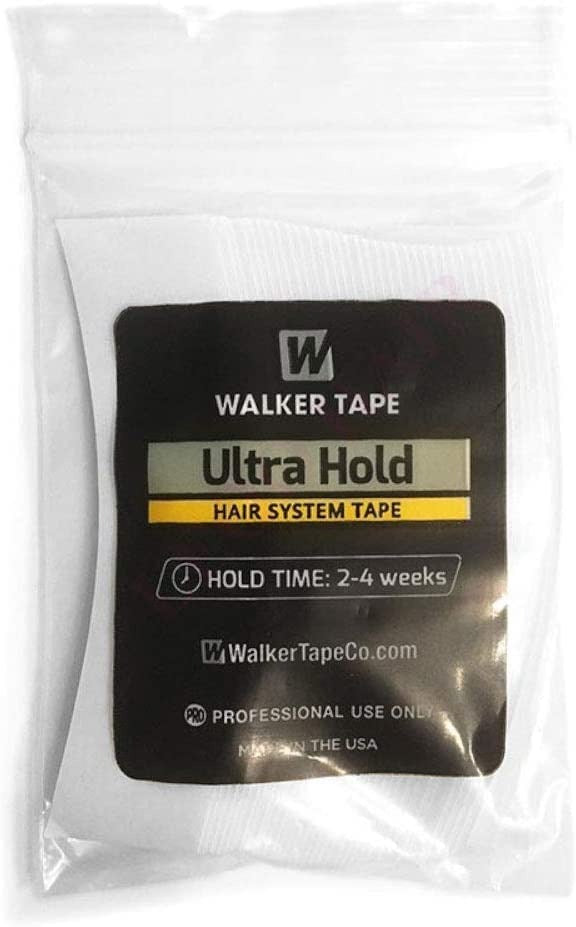 W
WALKER TAPE
Ultra Hold
HAIR SYSTEM TAPE
HOLD TIME: 2-4 weeks
W WalkerTapeCo.com
PRO PROFESSIONAL USE ONLY
MADE IN THE USA